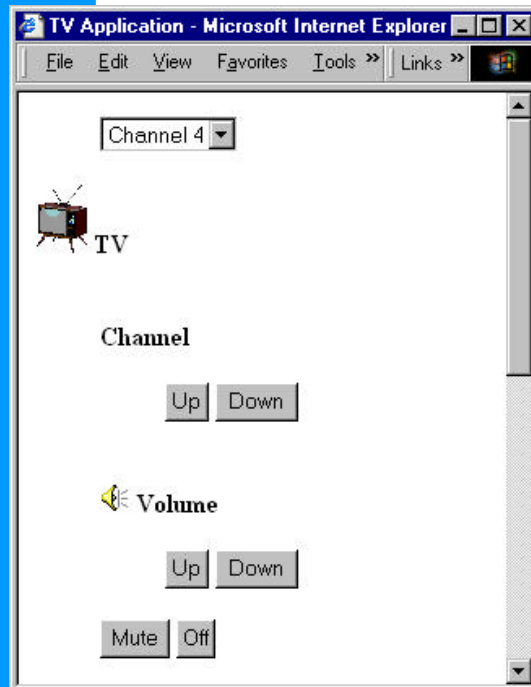 TV Application - Microsoft Internet Explorer
File Edit View Favorites Tools » Links »
Channel 4
TV
Channel
Up Down
Volume
Up Down
Mute Off